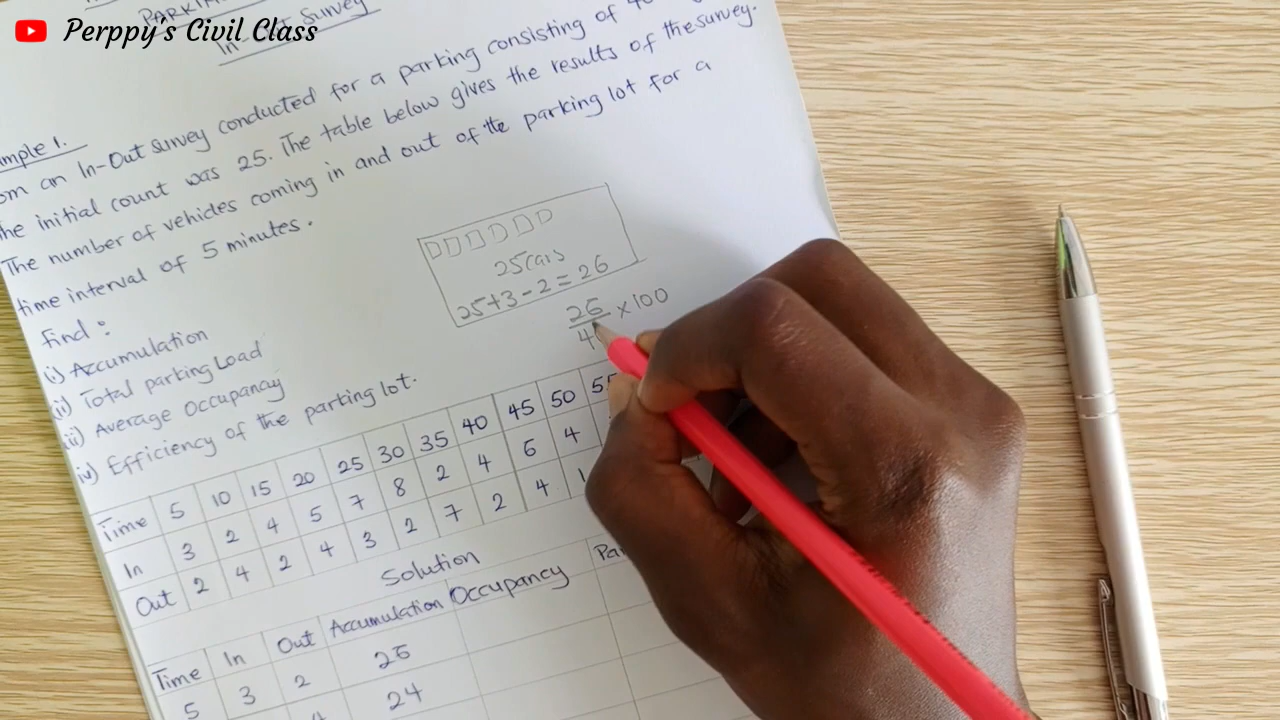 Perppy's Civil Class
In-Out Survey
an In-Out survey conducted for a parking consisting of
the initial count was 25. The table below gives the results of the survey.
The number of vehicles coming in and out of the parking lot for a
time interval of 5 minutes.
Find:
(i) Accumulation
(ii) Total parking Load
(iii) Average Occupancy
iv) Efficiency of the parking lot.
25cars
25+3-2=26
26 × 100
4
Time 5 10 15 20 25 30 35 40 45 50 55
In 3 2 4 5 7 8 2 4 6 4
Out 2 4 2 4 3 2 7 2 4 1
Solution
Time In Out Accumulation Occupancy
5 3 2 26
24